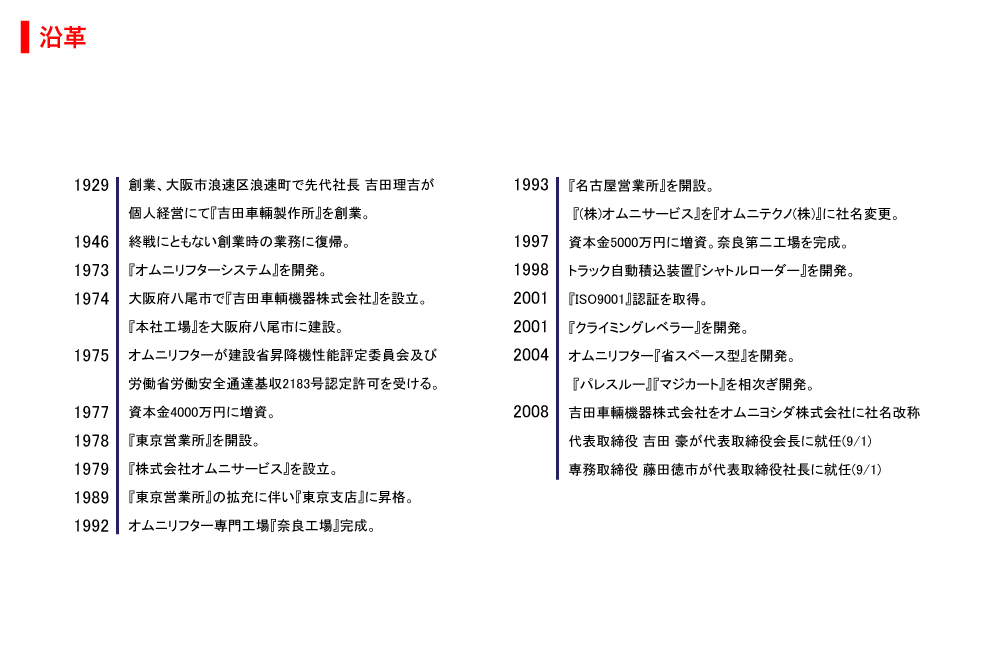 沿革
1929 創業、大阪市浪速区浪速町で先代社長 吉田理吉が
個人経営にて『吉田車輛製作所』を創業。
1946 終戦にともない創業時の業務に復帰。
1973 『オムニリフターシステム』を開発。
1974 大阪府八尾市で『吉田車輛機器株式会社』を設立。
『本社工場』を大阪府八尾市に建設。
1975 オムニリフターが建設省昇降機性能評定委員会及び
労働省労働安全通達基収2183号認定許可を受ける。
1977 資本金4000万円に増資。
1978 『東京営業所』を開設。
1979 『株式会社オムニサービス』を設立。
1989 『東京営業所』の拡充に伴い『東京支店』に昇格。
1992 オムニリフター専門工場『奈良工場』完成。
1993 『名古屋営業所』を開設。
『(株)オムニサービス』を『オムニテクノ(株)』に社名変更。
1997 資本金5000万円に増資。奈良第二工場を完成。
1998 トラック自動積込装置『シャトルローダー』を開発。
2001 『ISO9001』認証を取得。
2001 『クライミングレベラー』を開発。
2004 オムニリフター『省スペース型』を開発。
『パレスルー』『マジカート』を相次ぎ開発。
2008 吉田車輛機器株式会社をオムニヨシダ株式会社に社名改称
代表取締役 吉田 豪が代表取締役会長に就任(9/1)
専務取締役 藤田徳市が代表取締役社長に就任(9/1)